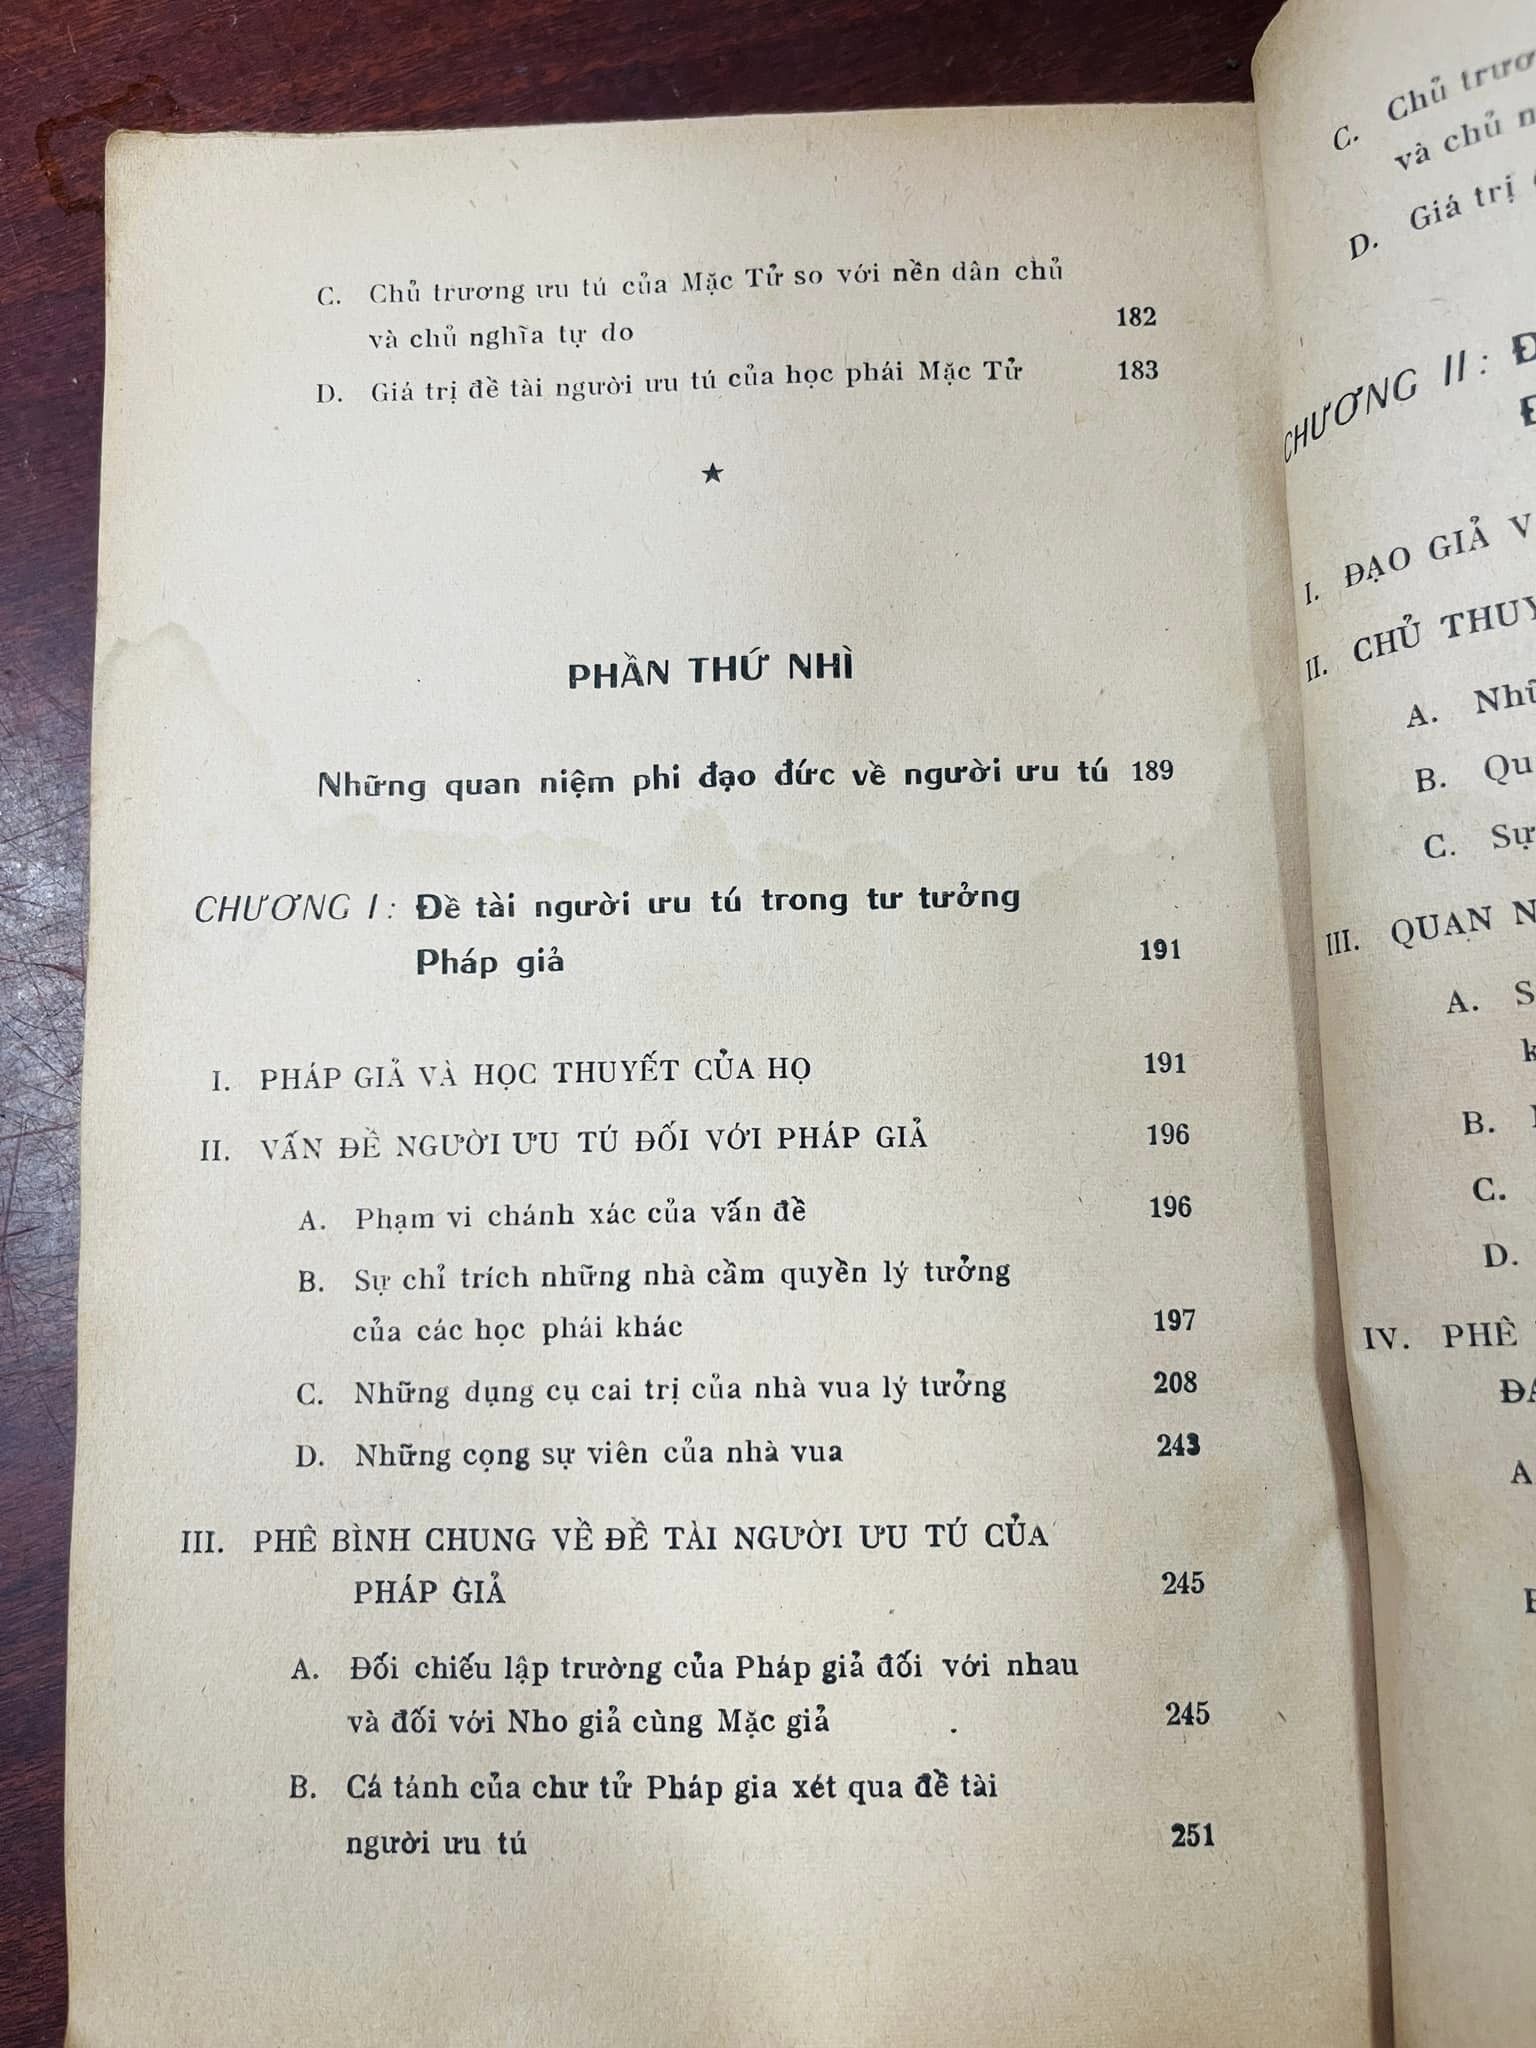 C. Chủ trương ưu tú của Mặc Tử so với nền dân chủ
và chủ nghĩa tự do 182
D. Giá trị đề tài người ưu tú của học phái Mặc Tử 183
★
PHẦN THỨ NHÌ
Những quan niệm phi đạo đức về người ưu tú 189
CHƯƠNG I : Đề tài người ưu tú trong tư tưởng
Pháp giả 191
I. PHÁP GIẢ VÀ HỌC THUYẾT CỦA HỌ 191
II. VẤN ĐỀ NGƯỜI ƯU TÚ ĐỐI VỚI PHÁP GIẢ 196
A. Phạm vi chánh xác của vấn đề 196
B. Sự chỉ trích những nhà cầm quyền lý tưởng
của các học phái khác 197
C. Những dụng cụ cai trị của nhà vua lý tưởng 208
D. Những cọng sự viên của nhà vua 243
III. PHÊ BÌNH CHUNG VỀ ĐỀ TÀI NGƯỜI ƯU TÚ CỦA
PHÁP GIẢ 245
A. Đối chiếu lập trường của Pháp giả đối với nhau
và đối với Nho giả cùng Mặc giả 245
B. Cá tánh của chư tử Pháp gia xét qua đề tài
người ưu tú 251
C. Chủ
và chủ
D. Giá trị
CHƯƠNG II :
I. ĐẠO GIẢ
II. CHỦ
A.
B.
C. Sự
III. QUAN
A.
B.
C.
D.
IV. PHÊ
A